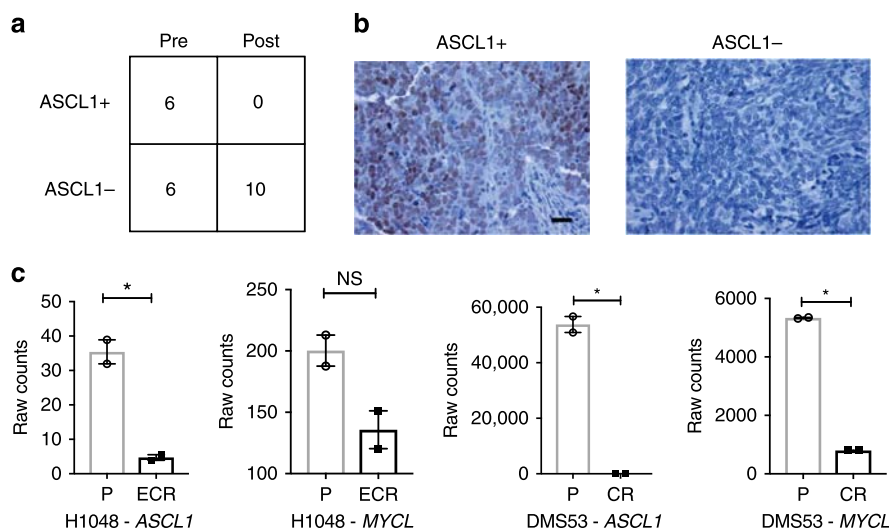 a
Pre Post
ASCL1+ 6 0
ASCL1– 6 10
b
ASCL1+ ASCL1–
c
*
Raw counts
50
40
30
20
10
0
P ECR
H1048 - ASCL1
NS
Raw counts
250
200
150
100
P ECR
H1048 - MYCL
*
Raw counts
60,000
40,000
20,000
0
P CR
DMS53 - ASCL1
*
Raw counts
6000
4000
2000
0
P CR
DMS53 - MYCL